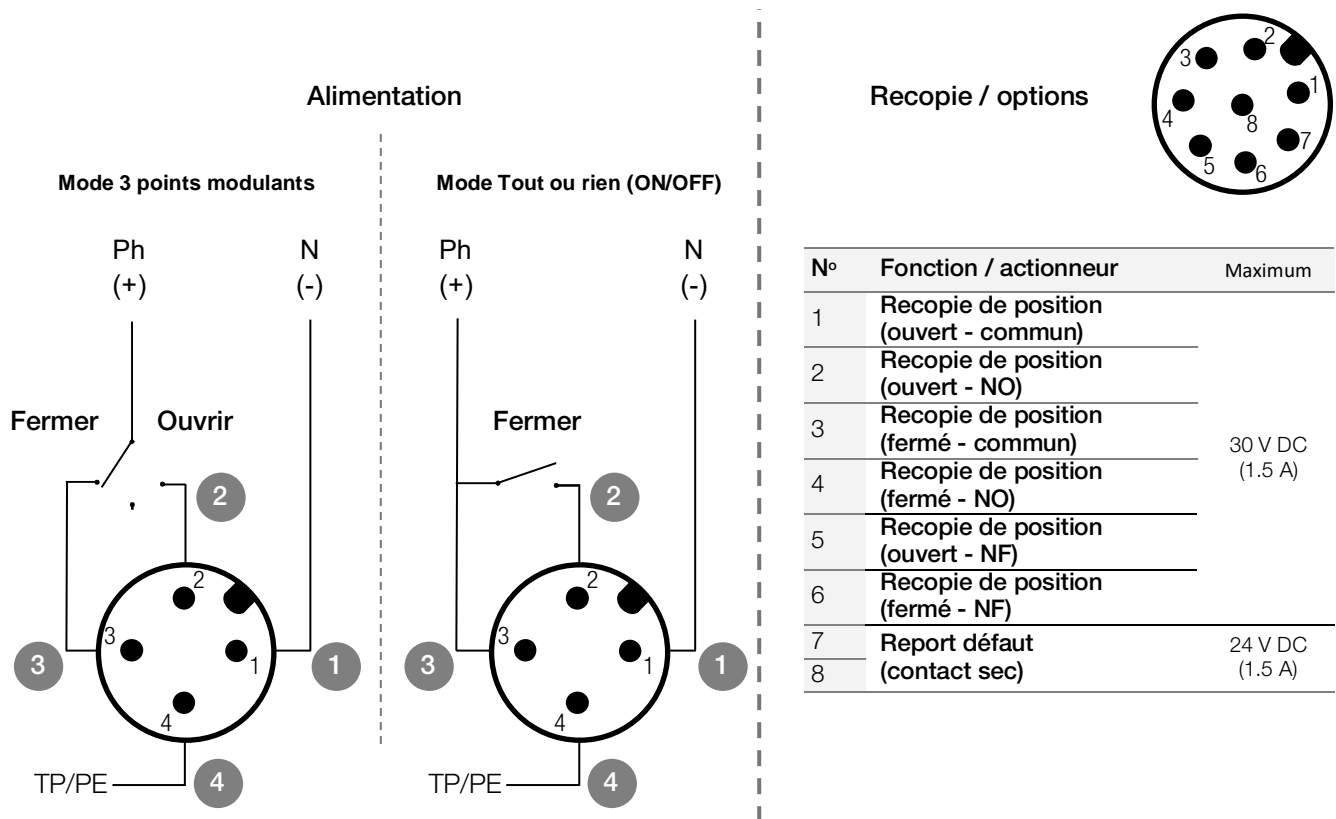 Alimentation
Mode 3 points modulants
Ph
(+)
N
(-)
Fermer
Ouvrir
2
2
3
1
4
3
1
4
TP/PE
4
Mode Tout ou rien (ON/OFF)
Ph
(+)
N
(-)
Fermer
2
2
3
1
4
3
1
4
TP/PE
4
Recopie / options
2
3
1
4
8
7
5
6
Nº Fonction / actionneur Maximum
1 Recopie de position
(ouvert - commun)
2 Recopie de position
(ouvert - NO)
3 Recopie de position
(fermé - commun)
30 V DC
(1.5 A)
4 Recopie de position
(fermé - NO)
5 Recopie de position
(ouvert - NF)
6 Recopie de position
(fermé - NF)
7 Report défaut 24 V DC
8 (contact sec) (1.5 A)